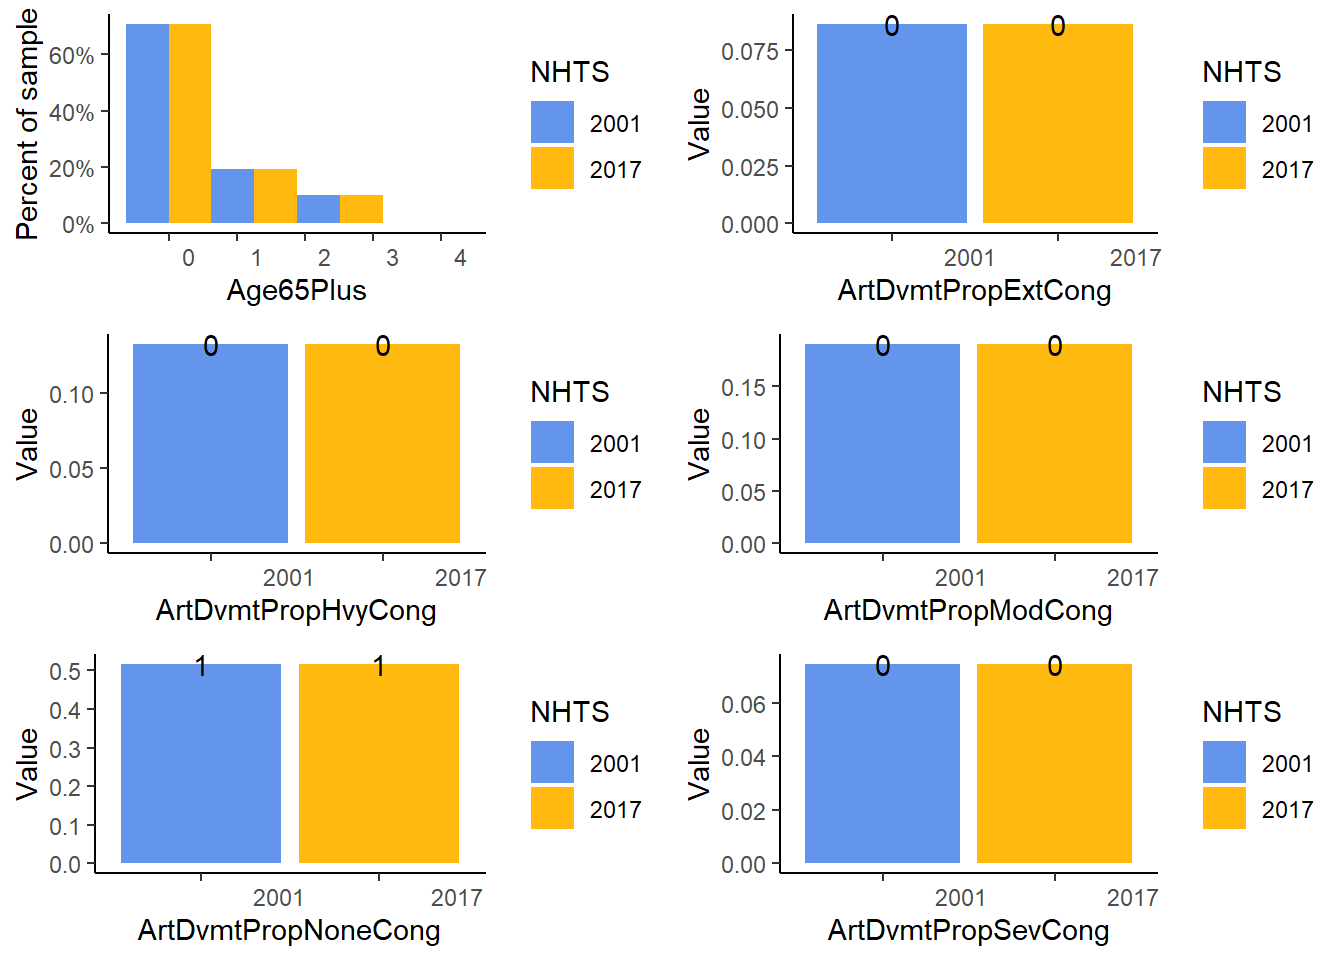 Percent of sample
60%
40%
20%
0%
0 1 2 3 4
Age65Plus
NHTS
2001
2017
Value
0.075
0.050
0.025
0.000
0 0
2001 2017
ArtDvmtPropExtCong
NHTS
2001
2017
Value
0.10
0.05
0.00
0 0
2001 2017
ArtDvmtPropHvyCong
NHTS
2001
2017
Value
0.15
0.10
0.05
0.00
0 0
2001 2017
ArtDvmtPropModCong
NHTS
2001
2017
Value
0.5
0.4
0.3
0.2
0.1
0.0
1 1
2001 2017
ArtDvmtPropNoneCong
NHTS
2001
2017
Value
0.06
0.04
0.02
0.00
0 0
2001 2017
ArtDvmtPropSevCong
NHTS
2001
2017